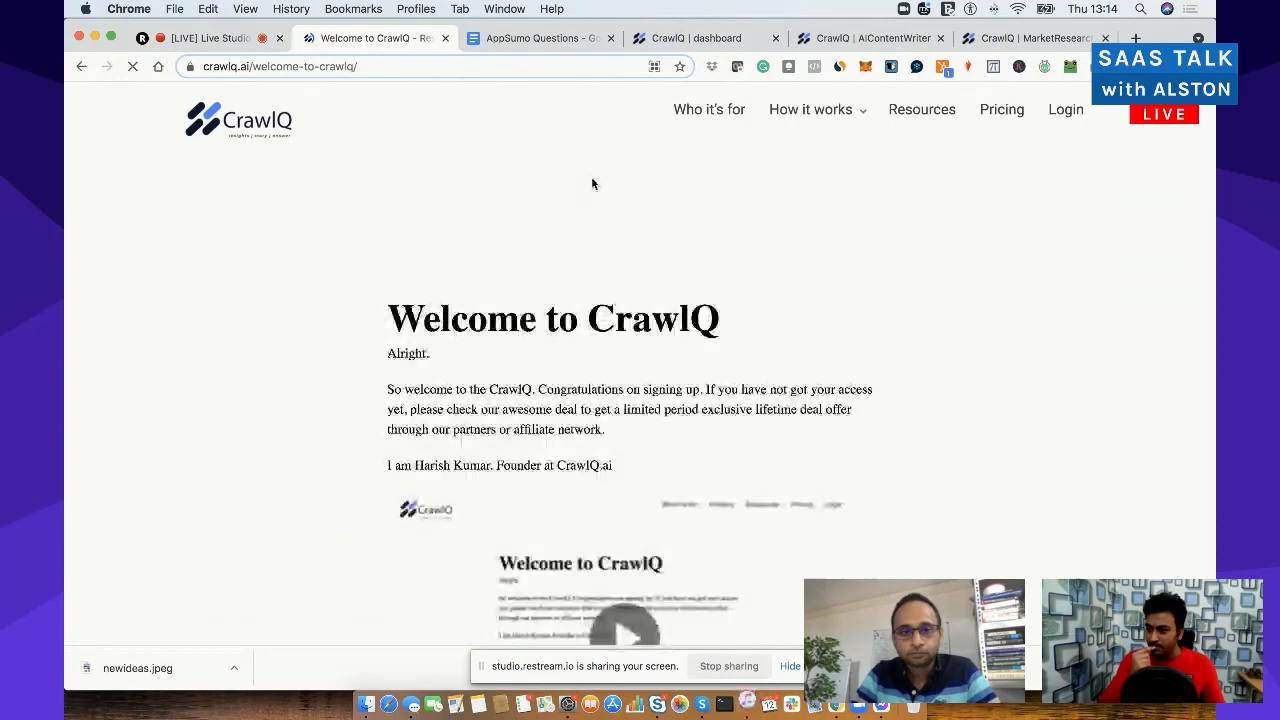 Chrome File Edit View History Bookmarks Profiles Tab Window Help Thu 13:14
[LIVE] Live Studio Welcome to CrawlQ - Res AppSumo Questions - Go CrawlQ | dashboard CrawlQ | AIContentWriter CrawlQ | MarketResearch
crawlq.ai/welcome-to-crawlq/
SAAS TALK
with ALSTON
LIVE
CrawlQ
insights | story | answer
Who it's for How it works Resources Pricing Login
Welcome to CrawlQ
Alright,
So welcome to the CrawlQ. Congratulations on signing up. If you have not got your access
yet, please check our awesome deal to get a limited period exclusive lifetime deal offer
through our partners or affiliate network.
I am Harish Kumar. Founder at CrawlQ.ai
CrawlQ
Welcome to CrawlQ
newideas.jpeg
studio.restream.io is sharing your screen. Stop sharing Hide